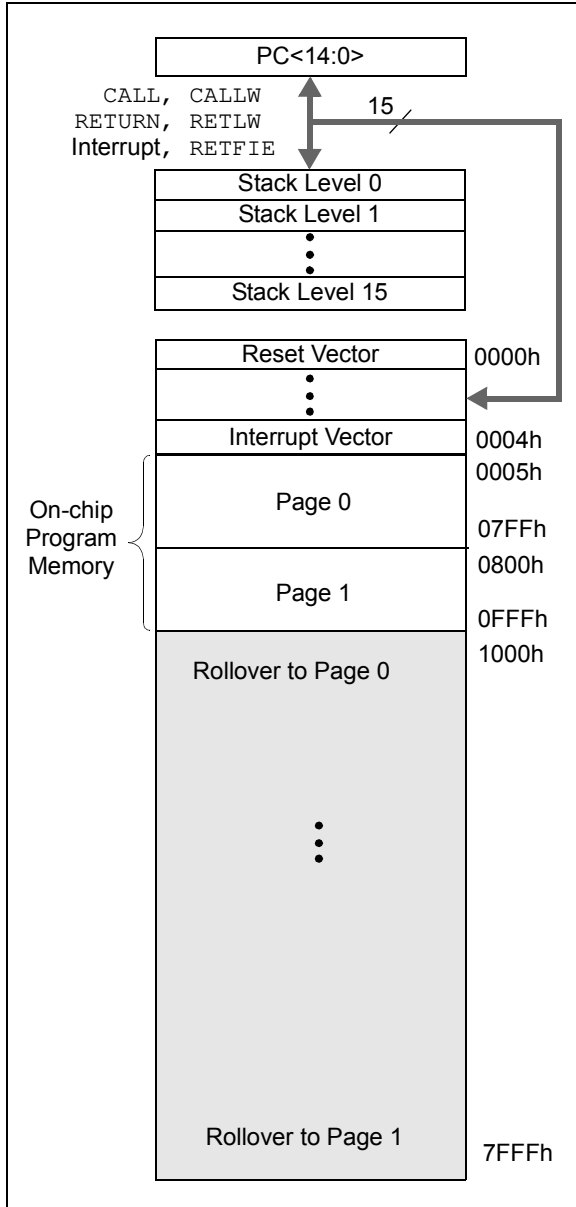 PC<14:0>
CALL, CALLW
RETURN, RETLW
Interrupt, RETFIE
15
Stack Level 0
Stack Level 1
Stack Level 15
Reset Vector
0000h
Interrupt Vector
0004h
On-chip
Program
Memory
0005h
Page 0
07FFh
0800h
Page 1
0FFFh
1000h
Rollover to Page 0
Rollover to Page 1
7FFFh